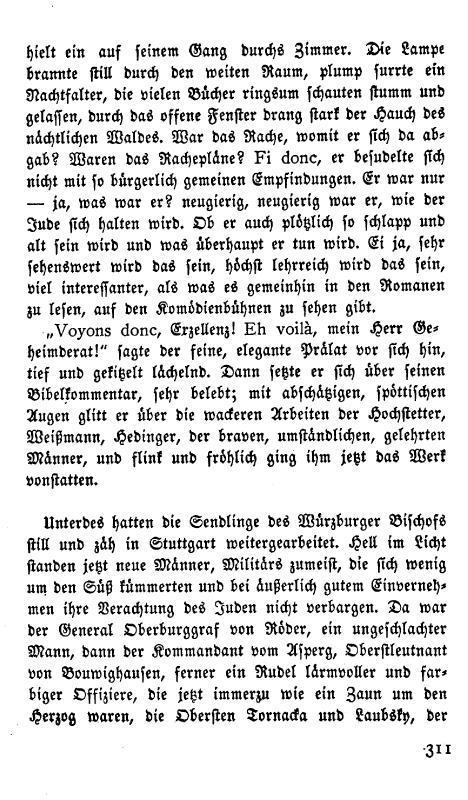 hielt ein auf seinem Gang durchs Zimmer. Die Lampe
brannte still durch den weiten Raum, plump surrte ein
Nachtfalter, die vielen Bücher ringsum schauten stumm und
gelassen, durch das offene Fenster drang stark der Hauch des
nächtlichen Waldes. War das Rache, womit er sich da ab-
gab? Waren das Rachepläne? Fi donc, er besudelte sich
nicht mit so bürgerlich gemeinen Empfindungen. Er war nur
— ja, was war er? neugierig, neugierig war er, wie der
Jude sich halten wird. Ob er auch plötzlich so schlapp und
alt sein wird und was überhaupt er tun wird. Ei ja, sehr
sehenswert wird das sein, höchst lehrreich wird das sein,
viel interessanter, als was es gemeinhin in den Romanen
zu lesen, auf den Komödienbühnen zu sehen gibt.
„Voyons donc, Exzellenz! Eh voilà, mein Herr Ge-
heimderat!“ sagte der feine, elegante Prälat vor sich hin,
tief und gekitzelt lächelnd. Dann setzte er sich über seinen
Bibelkommentar, sehr belebt; mit abschätzigen, spöttischen
Augen glitt er über die wackeren Arbeiten der Hochstetter,
Weißmann, Hedinger, der braven, umständlichen, gelehrten
Männer, und flink und fröhlich ging ihm jetzt das Werk
vonstatten.
Unterdes hatten die Sendlinge des Würzburger Bischofs
still und zäh in Stuttgart weitergearbeitet. Hell im Licht
standen jetzt neue Männer, Militärs zumeist, die sich wenig
um den Süß kümmerten und bei äußerlich gutem Einverneh-
men ihre Verachtung des Juden nicht verbargen. Da war
der General Oberburggraf von Röder, ein ungeschlachter
Mann, dann der Kommandant vom Asperg, Oberstleutnant
von Bouwighausen, ferner ein Rudel lärmvoller und far-
biger Offiziere, die jetzt immerzu wie ein Zaun um den
Herzog waren, die Obersten Tornacka und Laubsky, der
311